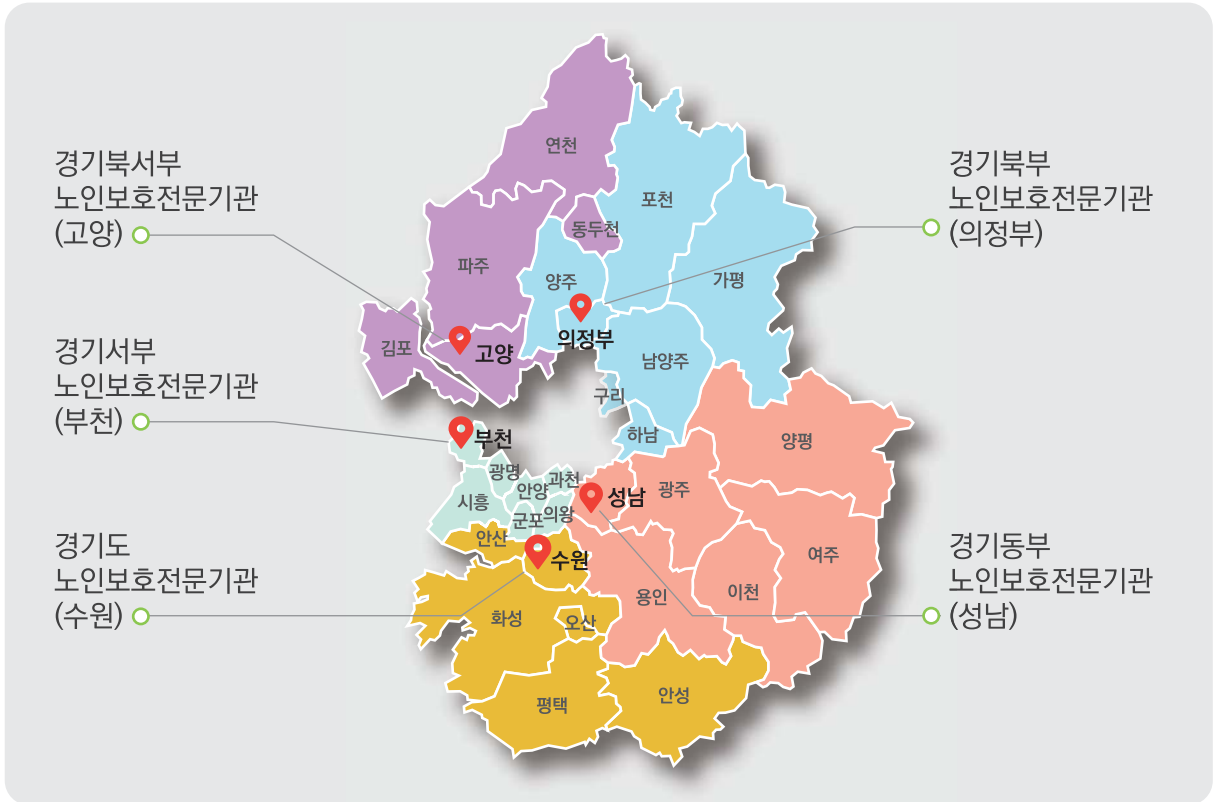 경기북서부
노인보호전문기관
(고양)
경기서부
노인보호전문기관
(부천)
경기도
노인보호전문기관
(수원)
연천
포천
동두천
파주
양주
가평
의정부
김포
고양
남양주
구리
하남
부천
양평
광명
과천
안양
시흥
성남
광주
군포
의왕
안산
수원
여주
용인
이천
화성
오산
안성
평택
경기북부
노인보호전문기관
(의정부)
경기동부
노인보호전문기관
(성남)